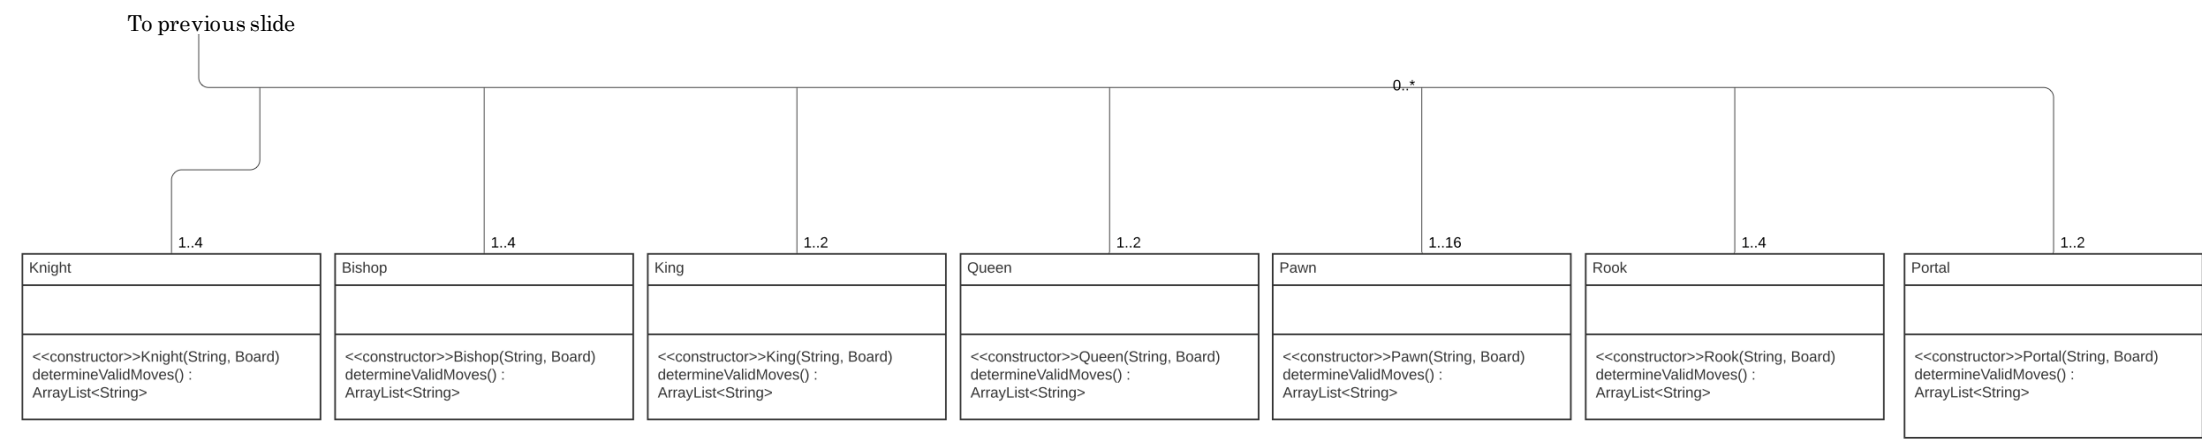 To previous slide
0..*
1..4
1..4
1..2
1..2
1..16
1..4
1..2
Knight
<<constructor>>Knight(String, Board)
determineValidMoves() :
ArrayList<String>
Bishop
<<constructor>>Bishop(String, Board)
determineValidMoves() :
ArrayList<String>
King
<<constructor>>King(String, Board)
determineValidMoves() :
ArrayList<String>
Queen
<<constructor>>Queen(String, Board)
determineValidMoves() :
ArrayList<String>
Pawn
<<constructor>>Pawn(String, Board)
determineValidMoves() :
ArrayList<String>
Rook
<<constructor>>Rook(String, Board)
determineValidMoves() :
ArrayList<String>
Portal
<<constructor>>Portal(String, Board)
determineValidMoves() :
ArrayList<String>